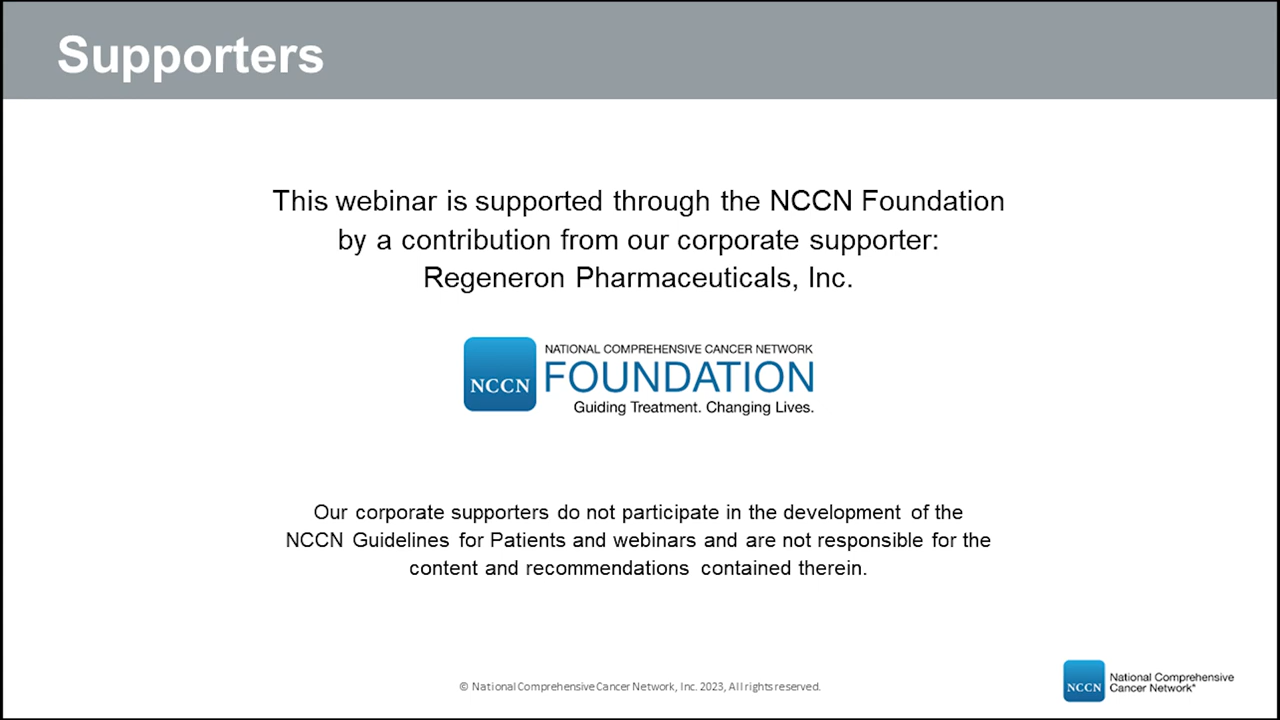 Supporters
This webinar is supported through the NCCN Foundation
by a contribution from our corporate supporter:
Regeneron Pharmaceuticals, Inc.
NCCN
NATIONAL COMPREHENSIVE CANCER NETWORK
FOUNDATION
Guiding Treatment. Changing Lives.
Our corporate supporters do not participate in the development of the
NCCN Guidelines for Patients and webinars and are not responsible for the
content and recommendations contained therein.
© National Comprehensive Cancer Network, Inc. 2023, All rights reserved.
NCCN
National Comprehensive
Cancer Network®